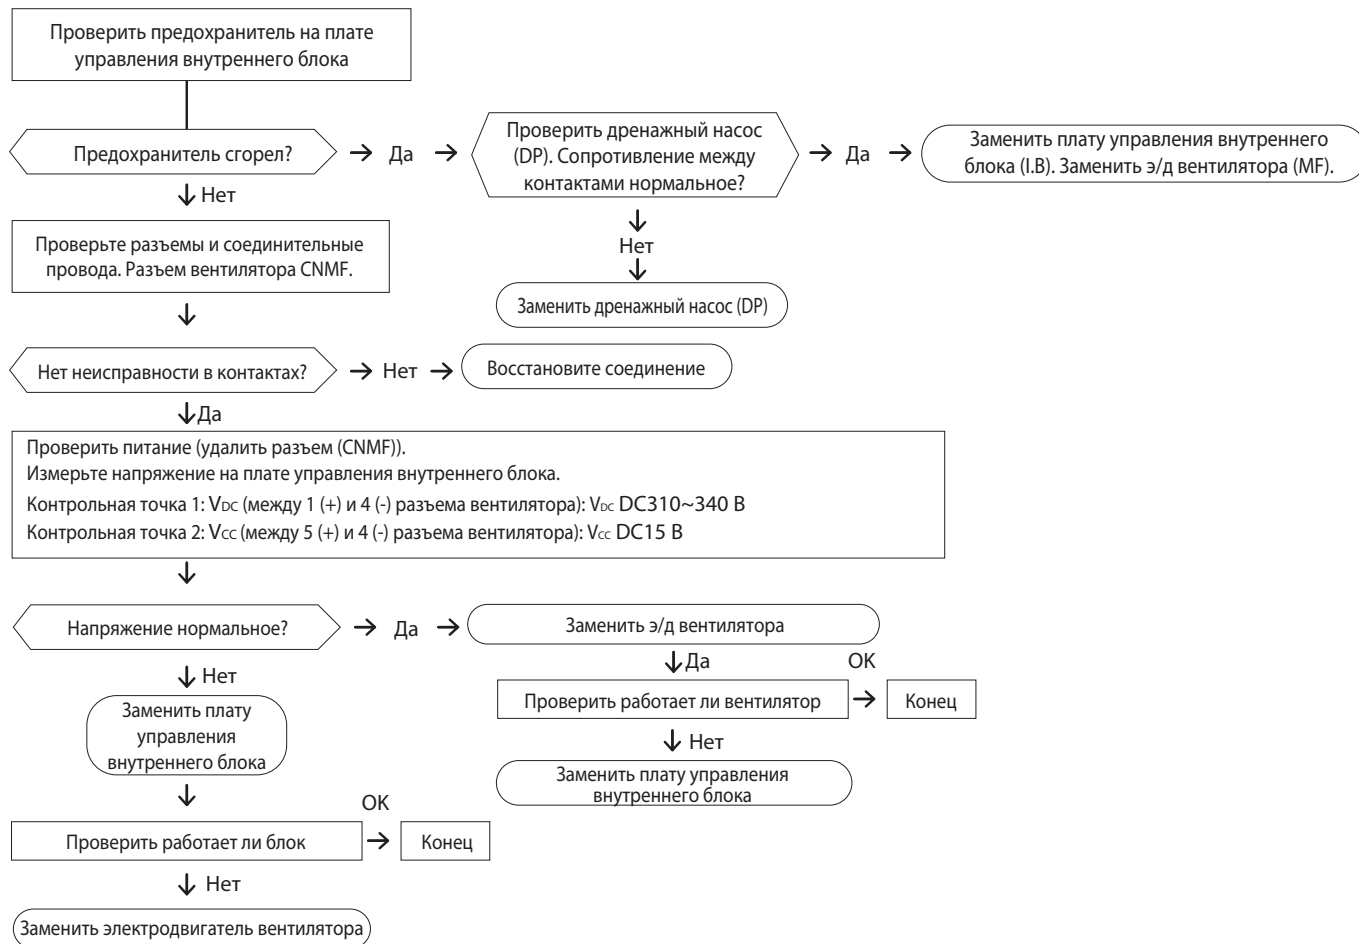 Проверить предохранитель на плате
управления внутреннего блока
Предохранитель сгорел?
Да
Проверить дренажный насос
(DP). Сопротивление между
контактами нормальное?
Да
Заменить плату управления внутреннего
блока (I.B). Заменить э/д вентилятора (MF).
Нет
Нет
Проверьте разъемы и соединительные
провода. Разъем вентилятора CNMF.
Заменить дренажный насос (DP)
Нет неисправности в контактах?
Нет
Восстановите соединение
Да
Проверить питание (удалить разъем (CNMF)).
Измерьте напряжение на плате управления внутреннего блока.
Контрольная точка 1: VDC (между 1 (+) и 4 (-) разъема вентилятора): VDC DC310~340 В
Контрольная точка 2: VCC (между 5 (+) и 4 (-) разъема вентилятора): VCC DC15 В
Напряжение нормальное?
Да
Заменить э/д вентилятора
Нет
Да
OK
Проверить работает ли вентилятор
Конец
Нет
Заменить плату управления
внутреннего блока
Заменить плату
управления
внутреннего блока
OK
Проверить работает ли блок
Конец
Нет
Заменить электродвигатель вентилятора